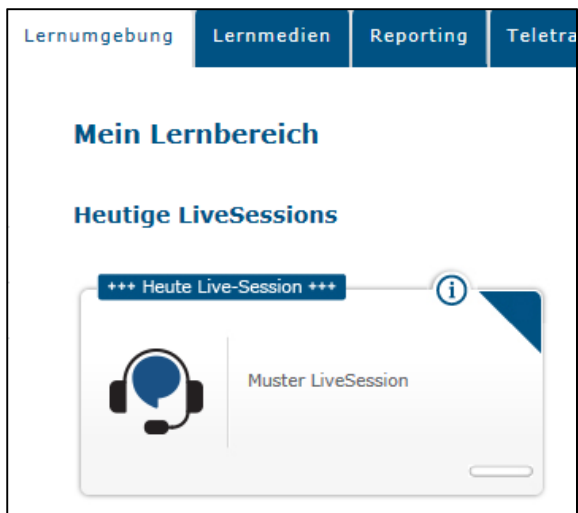 Lernumgebung Lernmedien Reporting Teletra
Mein Lernbereich
Heutige LiveSessions
+++ Heute Live-Session +++ i
Muster LiveSession